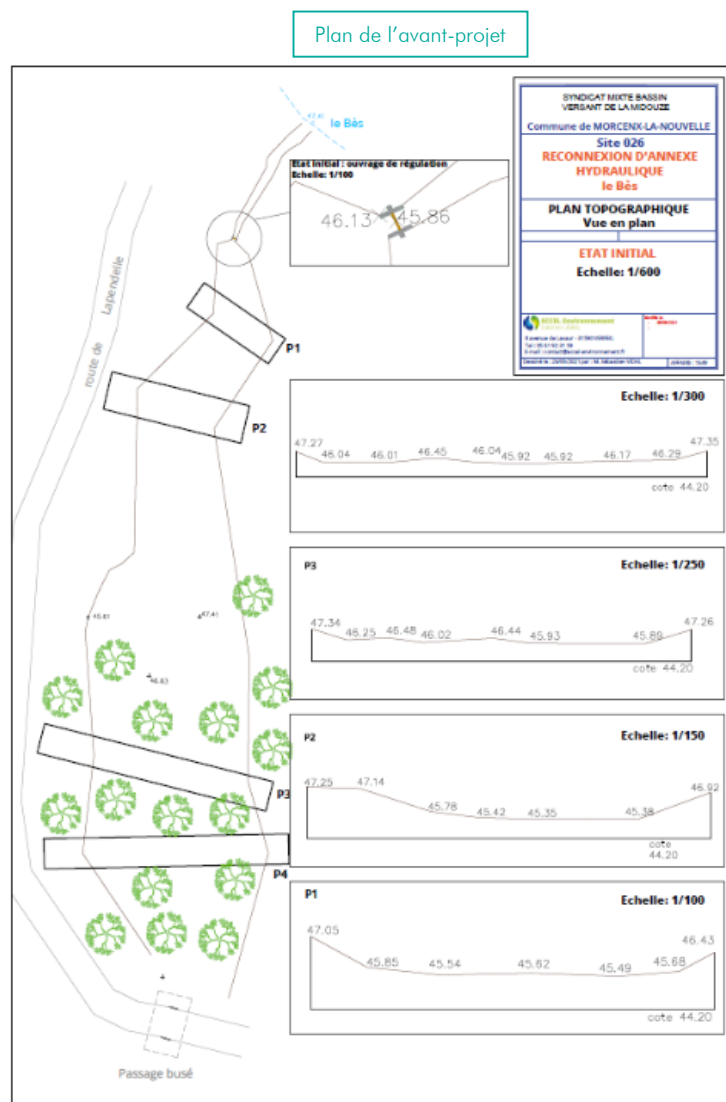 Plan de l'avant-projet
SYNDICAT MIXTE BASSIN
VERSANT DE LA MIDOUZE
Commune de MORCENX-LA-NOUVELLE
Site 026
RECONNEXION D'ANNEXE
HYDRAULIQUE
le Bès
PLAN TOPOGRAPHIQUE
Vue en plan
ETAT INITIAL
Echelle: 1/600
le Bès
Etat Initial : ouvrage de régulation
Echelle: 1/100
46.13
45.86
route de Lapendelle
P1
P2
47.41
46.63
P3
P4
Passage busé
Echelle: 1/300
47.27
46.04
46.01
46.45
46.04
45.92
45.92
46.17
46.29
47.35
cote 44.20
P3
Echelle: 1/250
47.34
46.25
46.48
46.02
46.44
45.93
45.89
47.26
cote 44.20
P2
Echelle: 1/150
47.25
47.14
45.78
45.42
45.35
45.38
46.92
cote
44.20
P1
Echelle: 1/100
47.05
45.85
45.54
45.62
45.49
45.68
46.43
cote 44.20